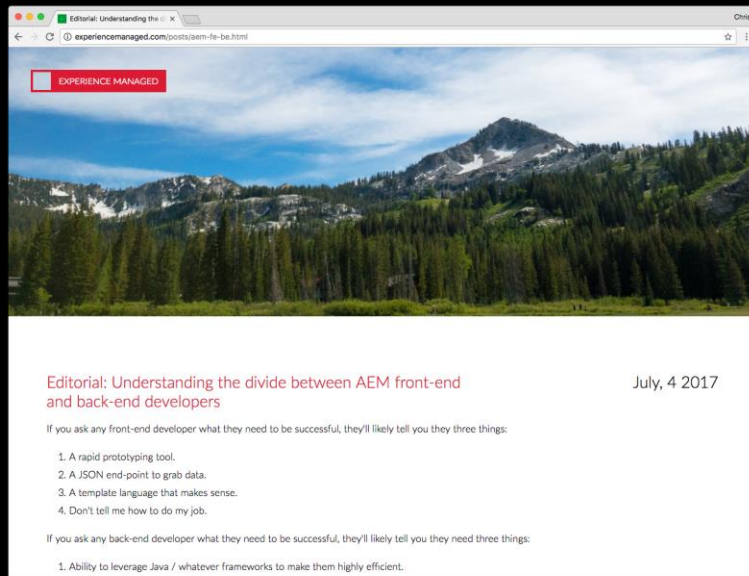 Editorial: Understanding the di
Chris
experiencemanaged.com/posts/aem-fe-be.html
EXPERIENCE MANAGED
Editorial: Understanding the divide between AEM front-end
and back-end developers
July, 4 2017
If you ask any front-end developer what they need to be successful, they'll likely tell you they three things:
1. A rapid prototyping tool.
2. A JSON end-point to grab data.
3. A template language that makes sense.
4. Don't tell me how to do my job.
If you ask any back-end developer what they need to be successful, they'll likely tell you they need three things:
1. Ability to leverage Java / whatever frameworks to make them highly efficient.